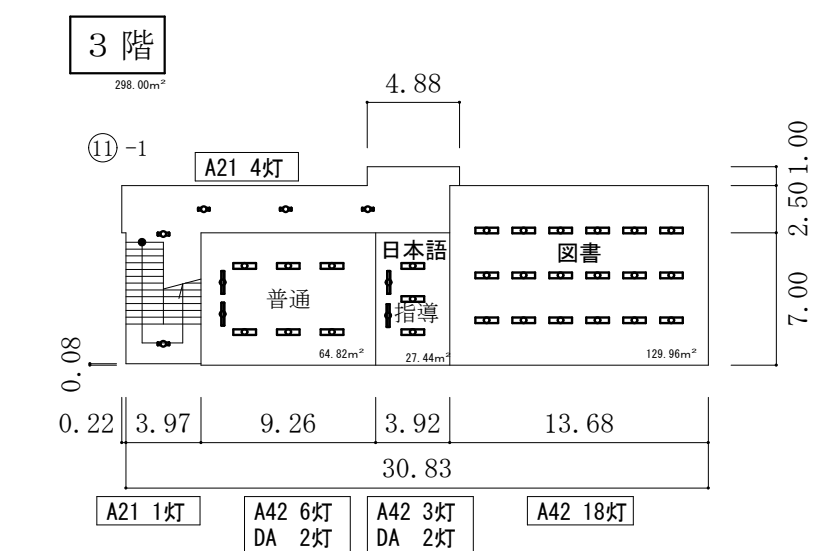 3 階
298.00m²
4.88
⑪-1
A21 4灯
1.00
2.50
7.00
日本語
指導
図書
普通
64.82m²
27.44m²
129.96m²
0.08
0.22 3.97 9.26 3.92 13.68
30.83
A21 1灯
A42 6灯
DA 2灯
A42 3灯
DA 2灯
A42 18灯